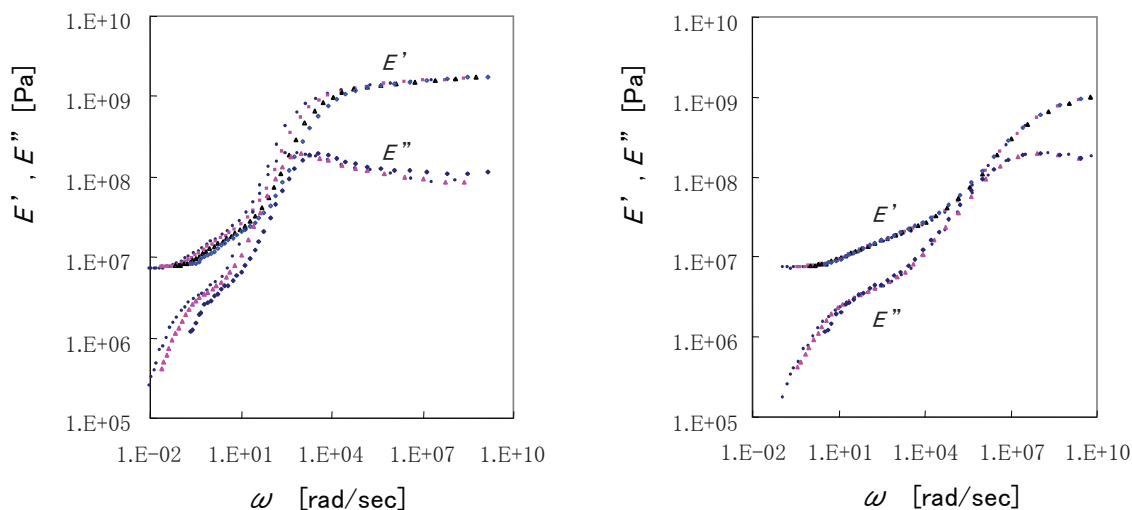 1.E+10
1.E+09
1.E+08
1.E+07
1.E+06
1.E+05
E' , E" [Pa]
E'
E"
1.E−02 1.E+01 1.E+04 1.E+07 1.E+10
ω [rad/sec]
1.E+10
1.E+09
1.E+08
1.E+07
1.E+06
1.E+05
E' , E" [Pa]
E'
E"
1.E−02 1.E+01 1.E+04 1.E+07 1.E+10
ω [rad/sec]